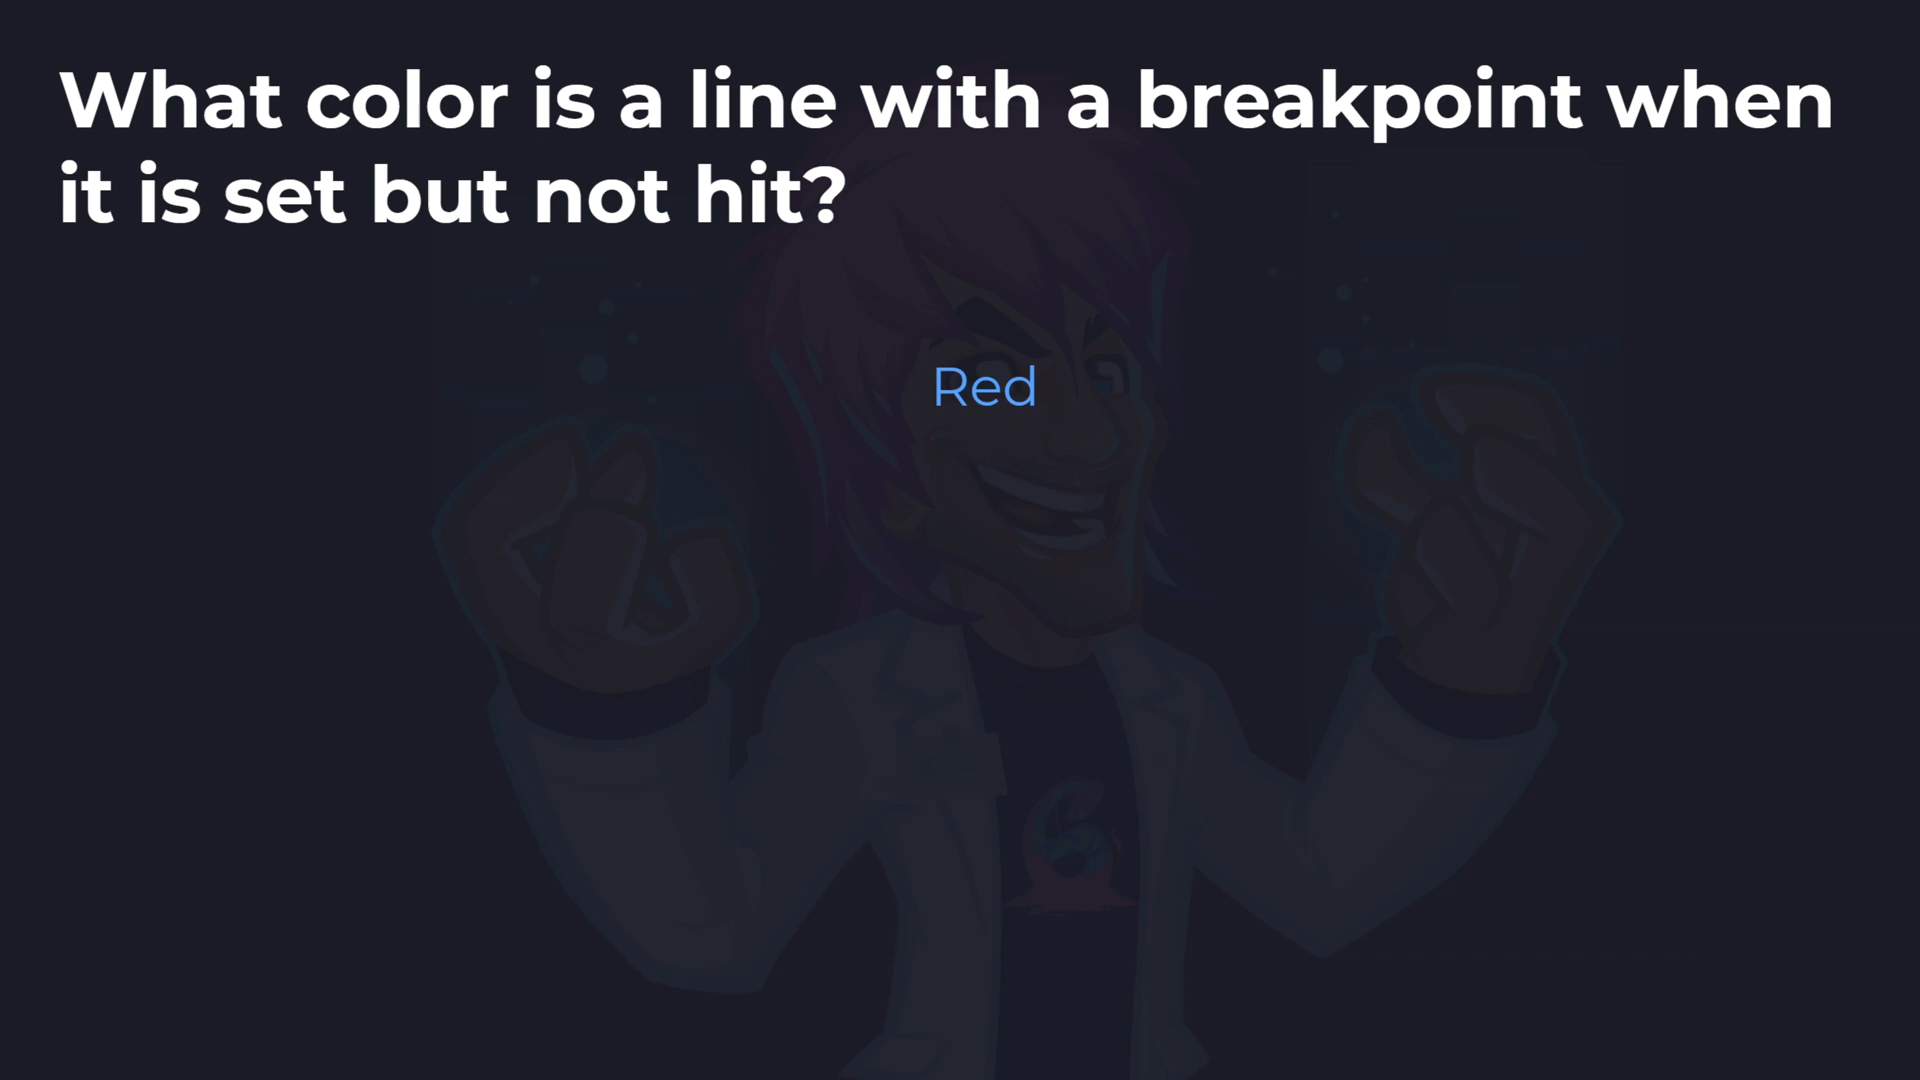 What color is a line with a breakpoint when
it is set but not hit?
Red